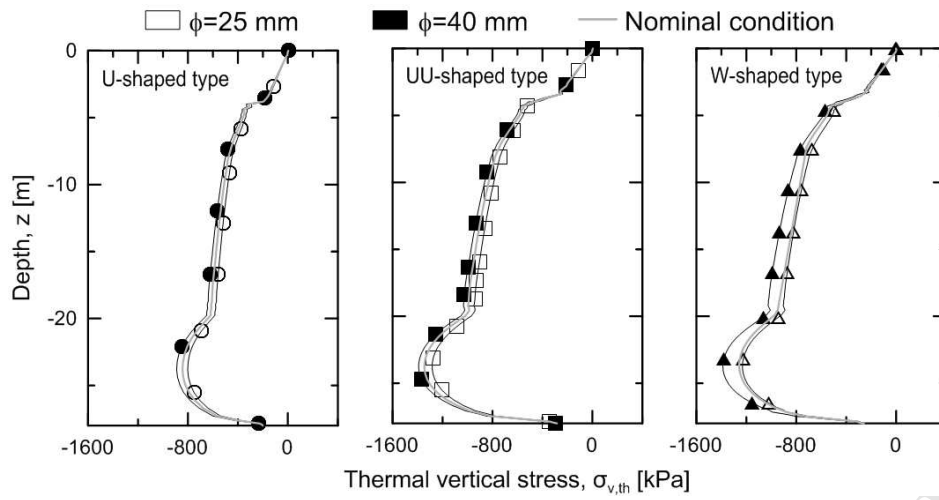 ϕ=25 mm ϕ=40 mm Nominal condition
U-shaped type UU-shaped type W-shaped type
0
-10
-20
Depth, z [m]
-1600 -800 0 -1600 -800 0 -1600 -800 0
Thermal vertical stress, σv,th [kPa]